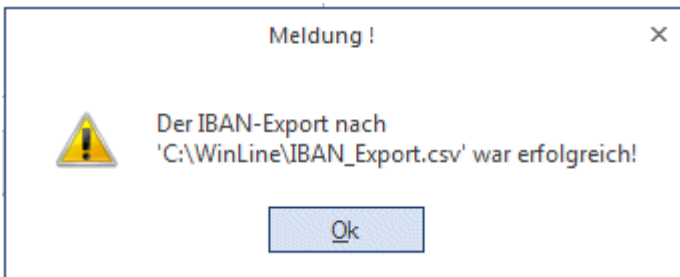 Meldung !
Der IBAN-Export nach
'C:\WinLine\IBAN_Export.csv' war erfolgreich!
Ok